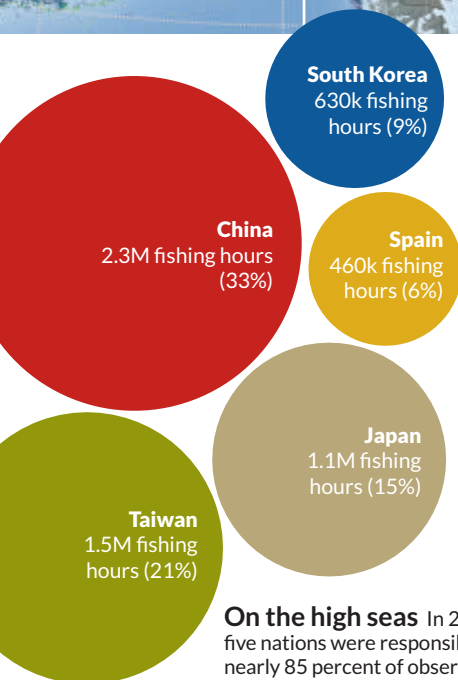 South Korea
630k fishing
hours (9%)
China
2.3M fishing hours
(33%)
Spain
460k fishing
hours (6%)
Japan
1.1M fishing
hours (15%)
Taiwan
1.5M fishing
hours (21%)
On the high seas In
five nations were
nearly 85 percent of